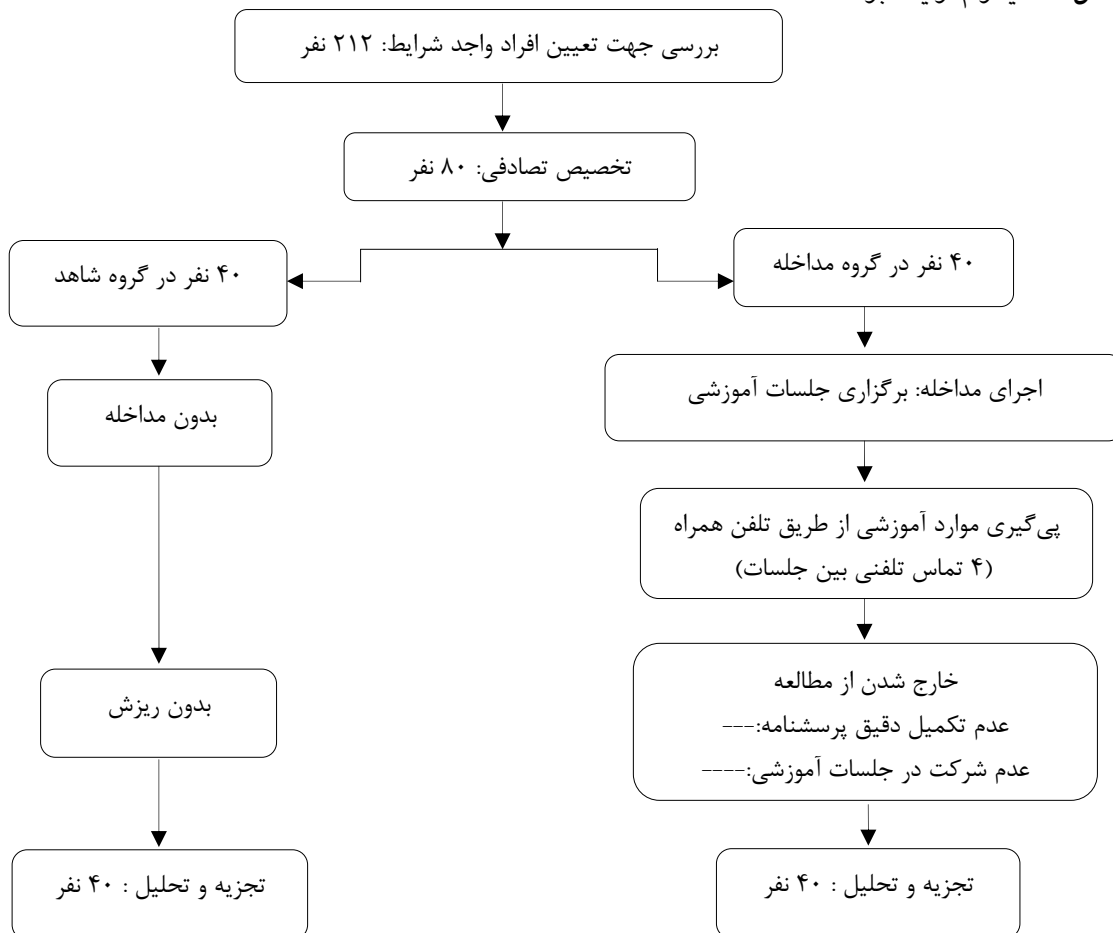 بررسی جهت تعیین افراد واجد شرایط: ۲۱۲ نفر
تخصیص تصادفی: ۸۰ نفر
۴۰ نفر در گروه مداخله
۴۰ نفر در گروه شاهد
اجرای مداخله: برگزاری جلسات آموزشی
بدون مداخله
پی‌گیری موارد آموزشی از طریق تلفن همراه
(۴ تماس تلفنی بین جلسات)
خارج شدن از مطالعه
عدم تکمیل دقیق پرسشنامه:---
عدم شرکت در جلسات آموزشی:----
بدون ریزش
تجزیه و تحلیل : ۴۰ نفر
تجزیه و تحلیل : ۴۰ نفر